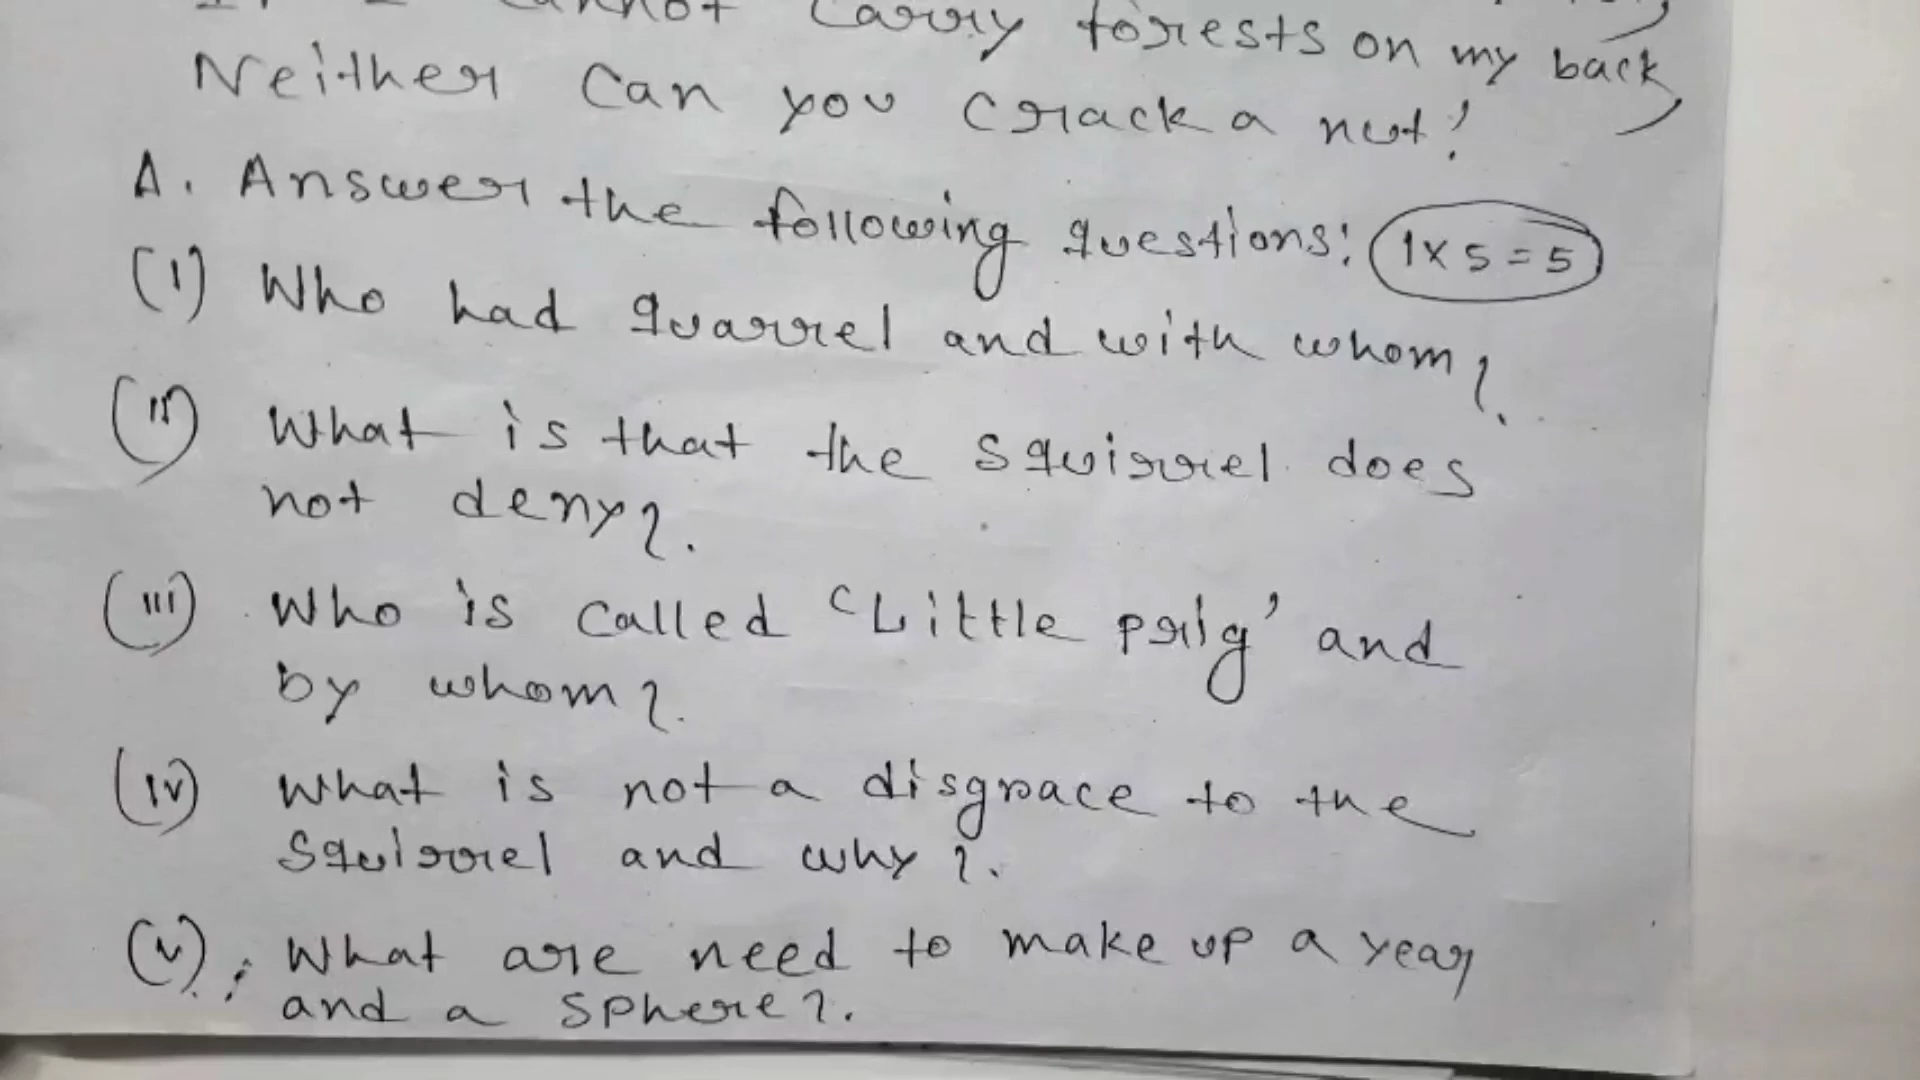 cannot carry forests on my back,
Neither can you crack a nut!
A. Answer the following questions: 1x5=5
(i) Who had quarrel and with whom?
(ii) What is that the squirrel does
not deny?
(iii) Who is called 'Little prig' and
by whom?
(iv) What is not a disgrace to the
squirrel and why?
(v) What are need to make up a year
and a sphere?